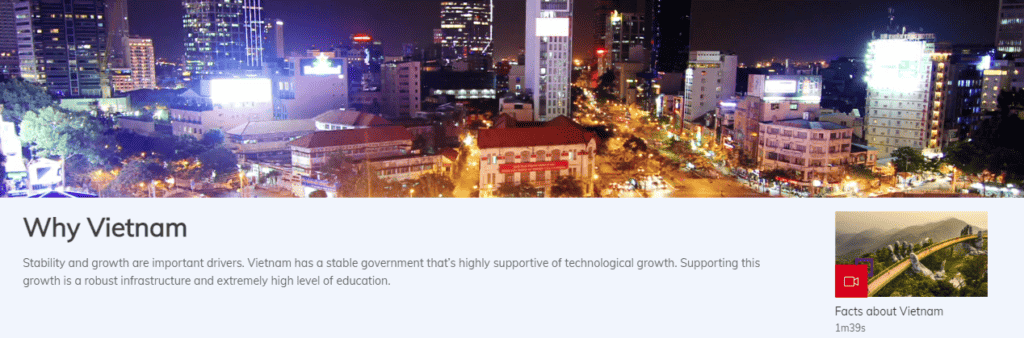 Why Vietnam
Stability and growth are important drivers. Vietnam has a stable government that's highly supportive of technological growth. Supporting this
growth is a robust infrastructure and extremely high level of education.
Facts about Vietnam
1m39s